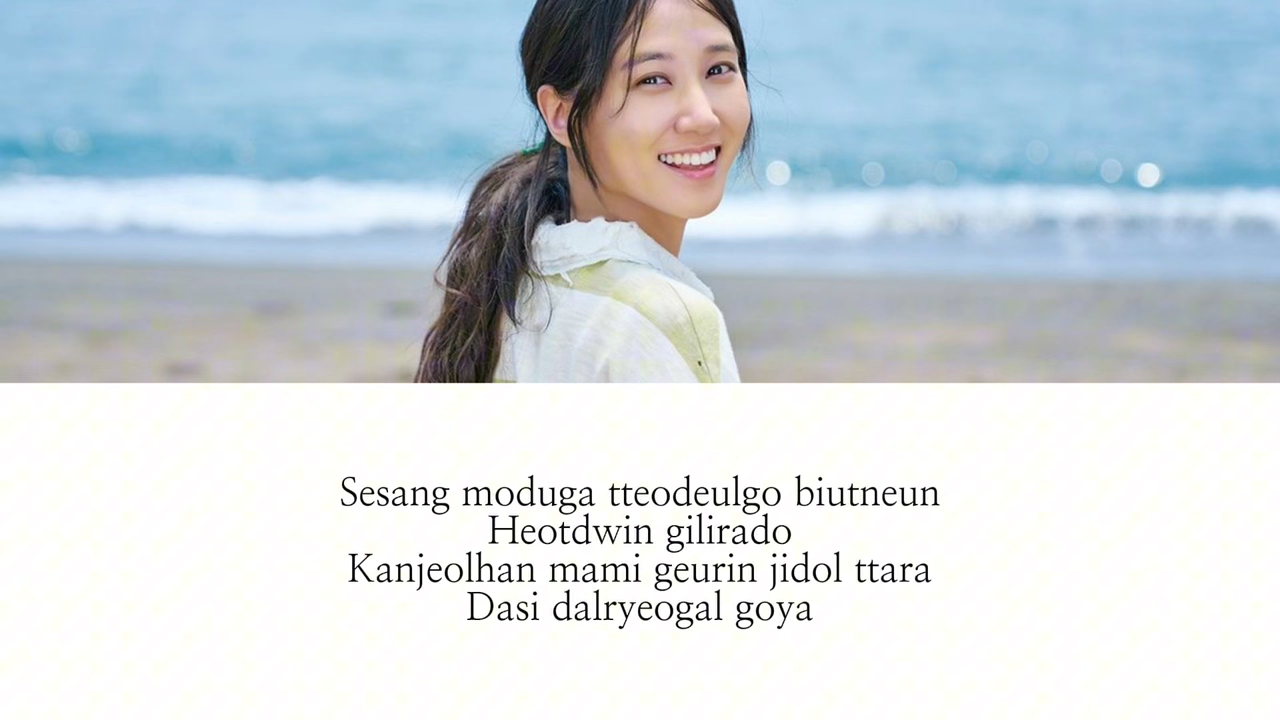 Sesang moduga tteodeulgo biutneun
Heotdwin gilirado
Kanjeolhan mami geurin jidol ttara
Dasi dalryeogal goya